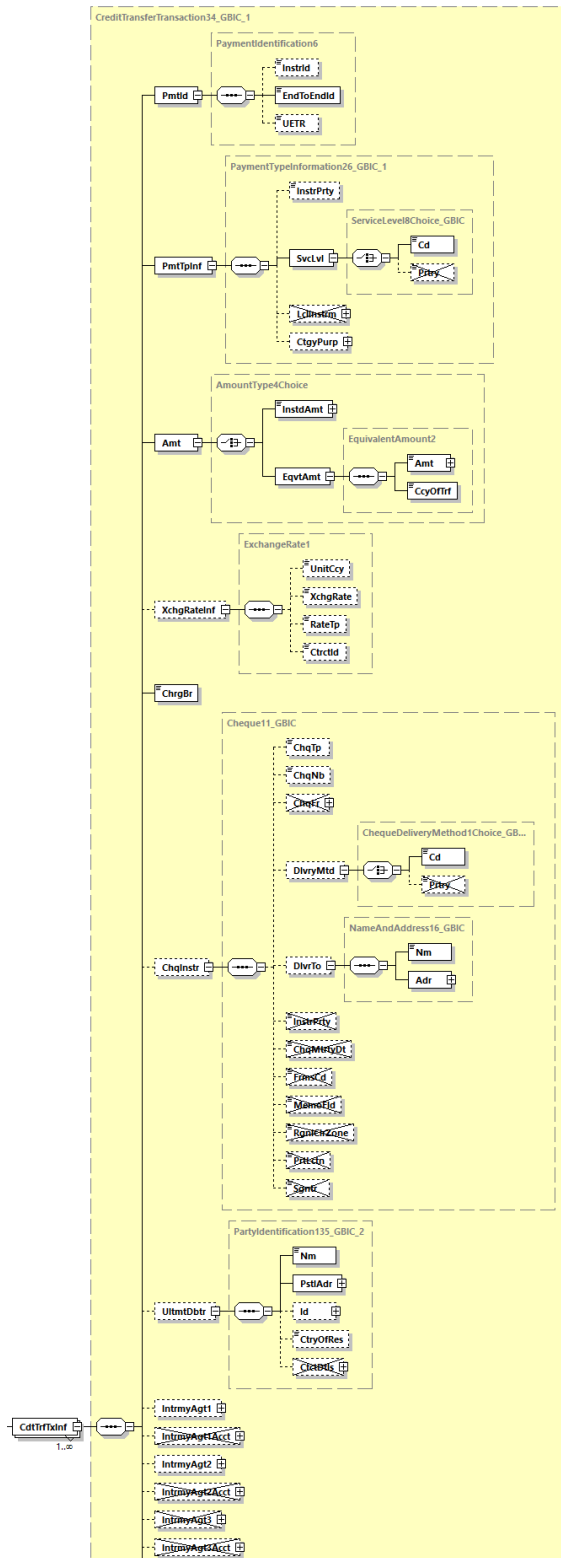 CreditTransferTransaction34_GBIC_1
PaymentIdentification6
InstrId
PmtId
EndToEndId
UETR
PaymentTypeInformation26_GBIC_1
InstrPrty
ServiceLevel8Choice_GBIC
Cd
PmtTpInf
SvcLvl
Prtry
LclInstrm
CtgyPurp
AmountType4Choice
InstdAmt
EquivalentAmount2
Amt
Amt
EqvtAmt
CcyOfTrf
ExchangeRate1
UnitCcy
XchgRateInf
XchgRate
RateTp
CtrctId
ChrgBr
Cheque11_GBIC
ChqTp
ChqNb
ChqFr
ChequeDeliveryMethod1Choice_GB...
Cd
DlvryMtd
Prtry
NameAndAddress16_GBIC
Nm
ChqInstr
DlvrTo
Adr
InstrPrty
ChqMtrtyDt
FrmsCd
MemoFld
RgnlClrZone
PrtLctn
Sgntr
PartyIdentification135_GBIC_2
Nm
PstlAdr
UltmtDbtr
Id
CtryOfRes
CtctDtls
IntrmyAgt1
CdtTrfTxInf
1..∞
IntrmyAgt1Acct
IntrmyAgt2
IntrmyAgt2Acct
IntrmyAgt3
IntrmyAgt3Acct